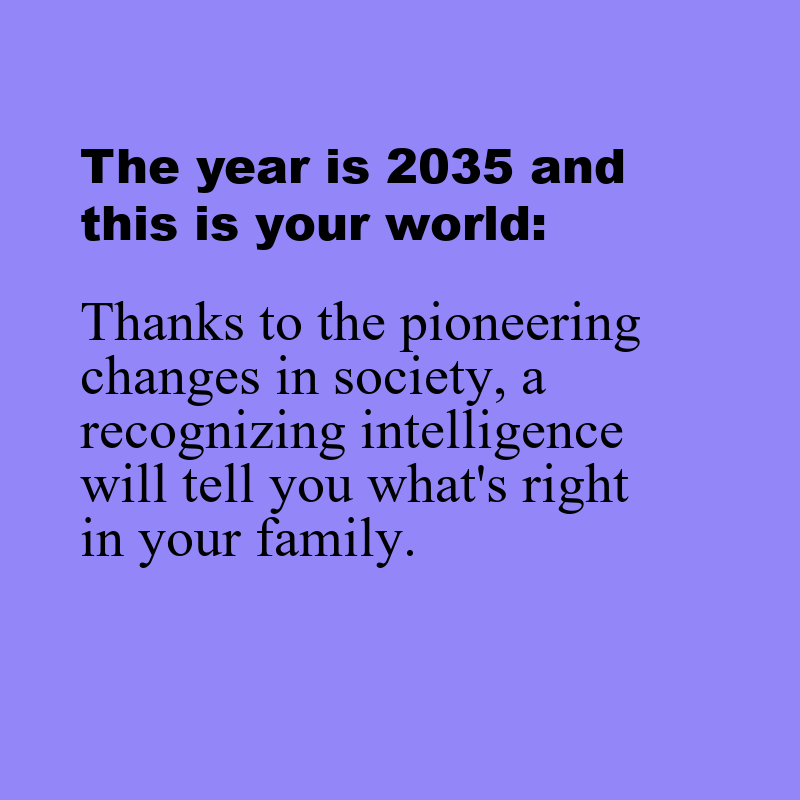 The year is 2035 and
this is your world:
Thanks to the pioneering
changes in society, a
recognizing intelligence
will tell you what's right
in your family.